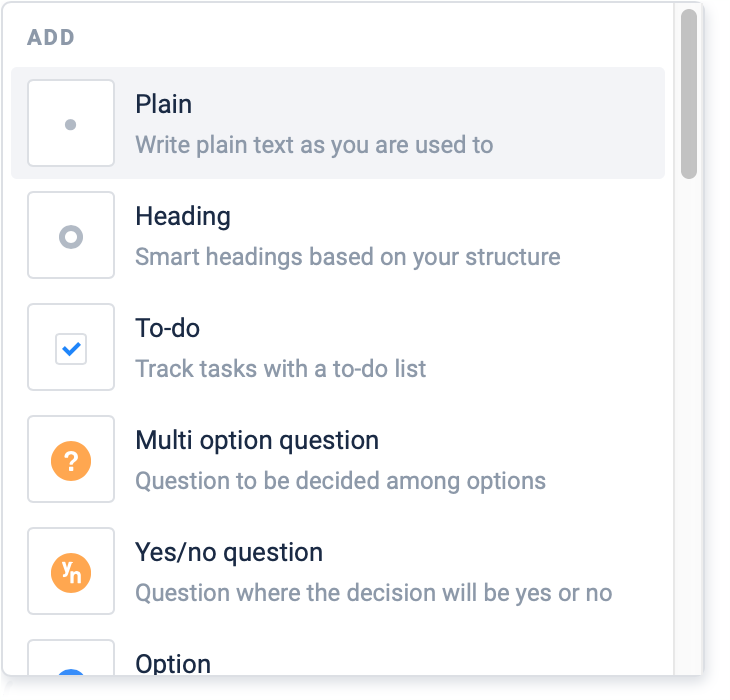 ADD
Plain
Write plain text as you are used to
Heading
Smart headings based on your structure
To-do
Track tasks with a to-do list
?
Multi option question
Question to be decided among options
yn
Yes/no question
Question where the decision will be yes or no
Option